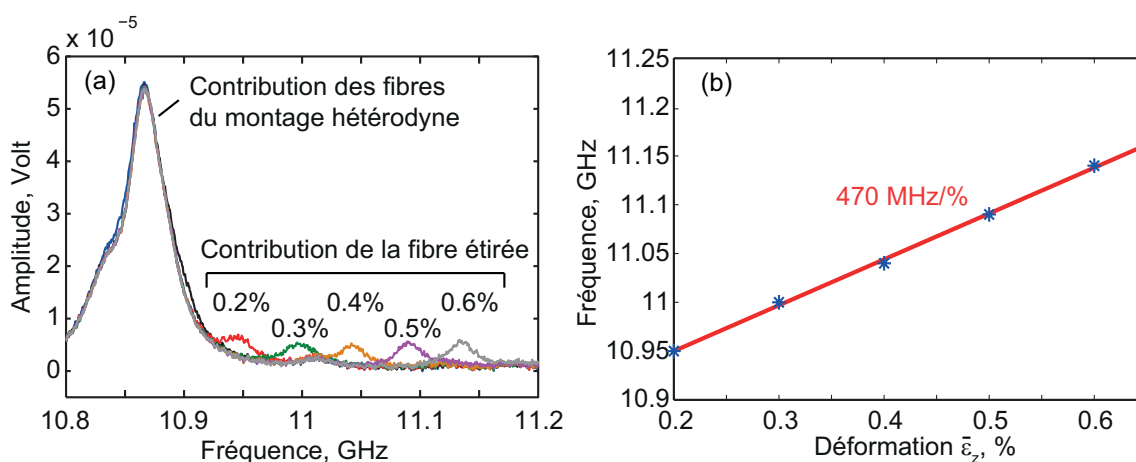 x 10⁻⁵
(a)
Contribution des fibres
du montage hétérodyne
Contribution de la fibre étirée
0.2%
0.3%
0.4%
0.5%
0.6%
6
5
4
3
2
1
0
10.8
10.9
11
11.1
11.2
Amplitude, Volt
Fréquence, GHz
(b)
470 MHz/%
11.25
11.2
11.15
11.1
11.05
11
10.95
10.9
0.2
0.3
0.4
0.5
0.6
Fréquence, GHz
Déformation ε̄z, %